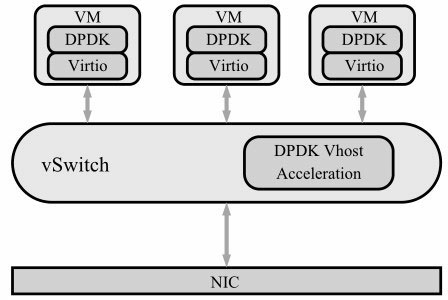 VM
DPDK
Virtio
VM
DPDK
Virtio
VM
DPDK
Virtio
vSwitch
DPDK Vhost
Acceleration
NIC